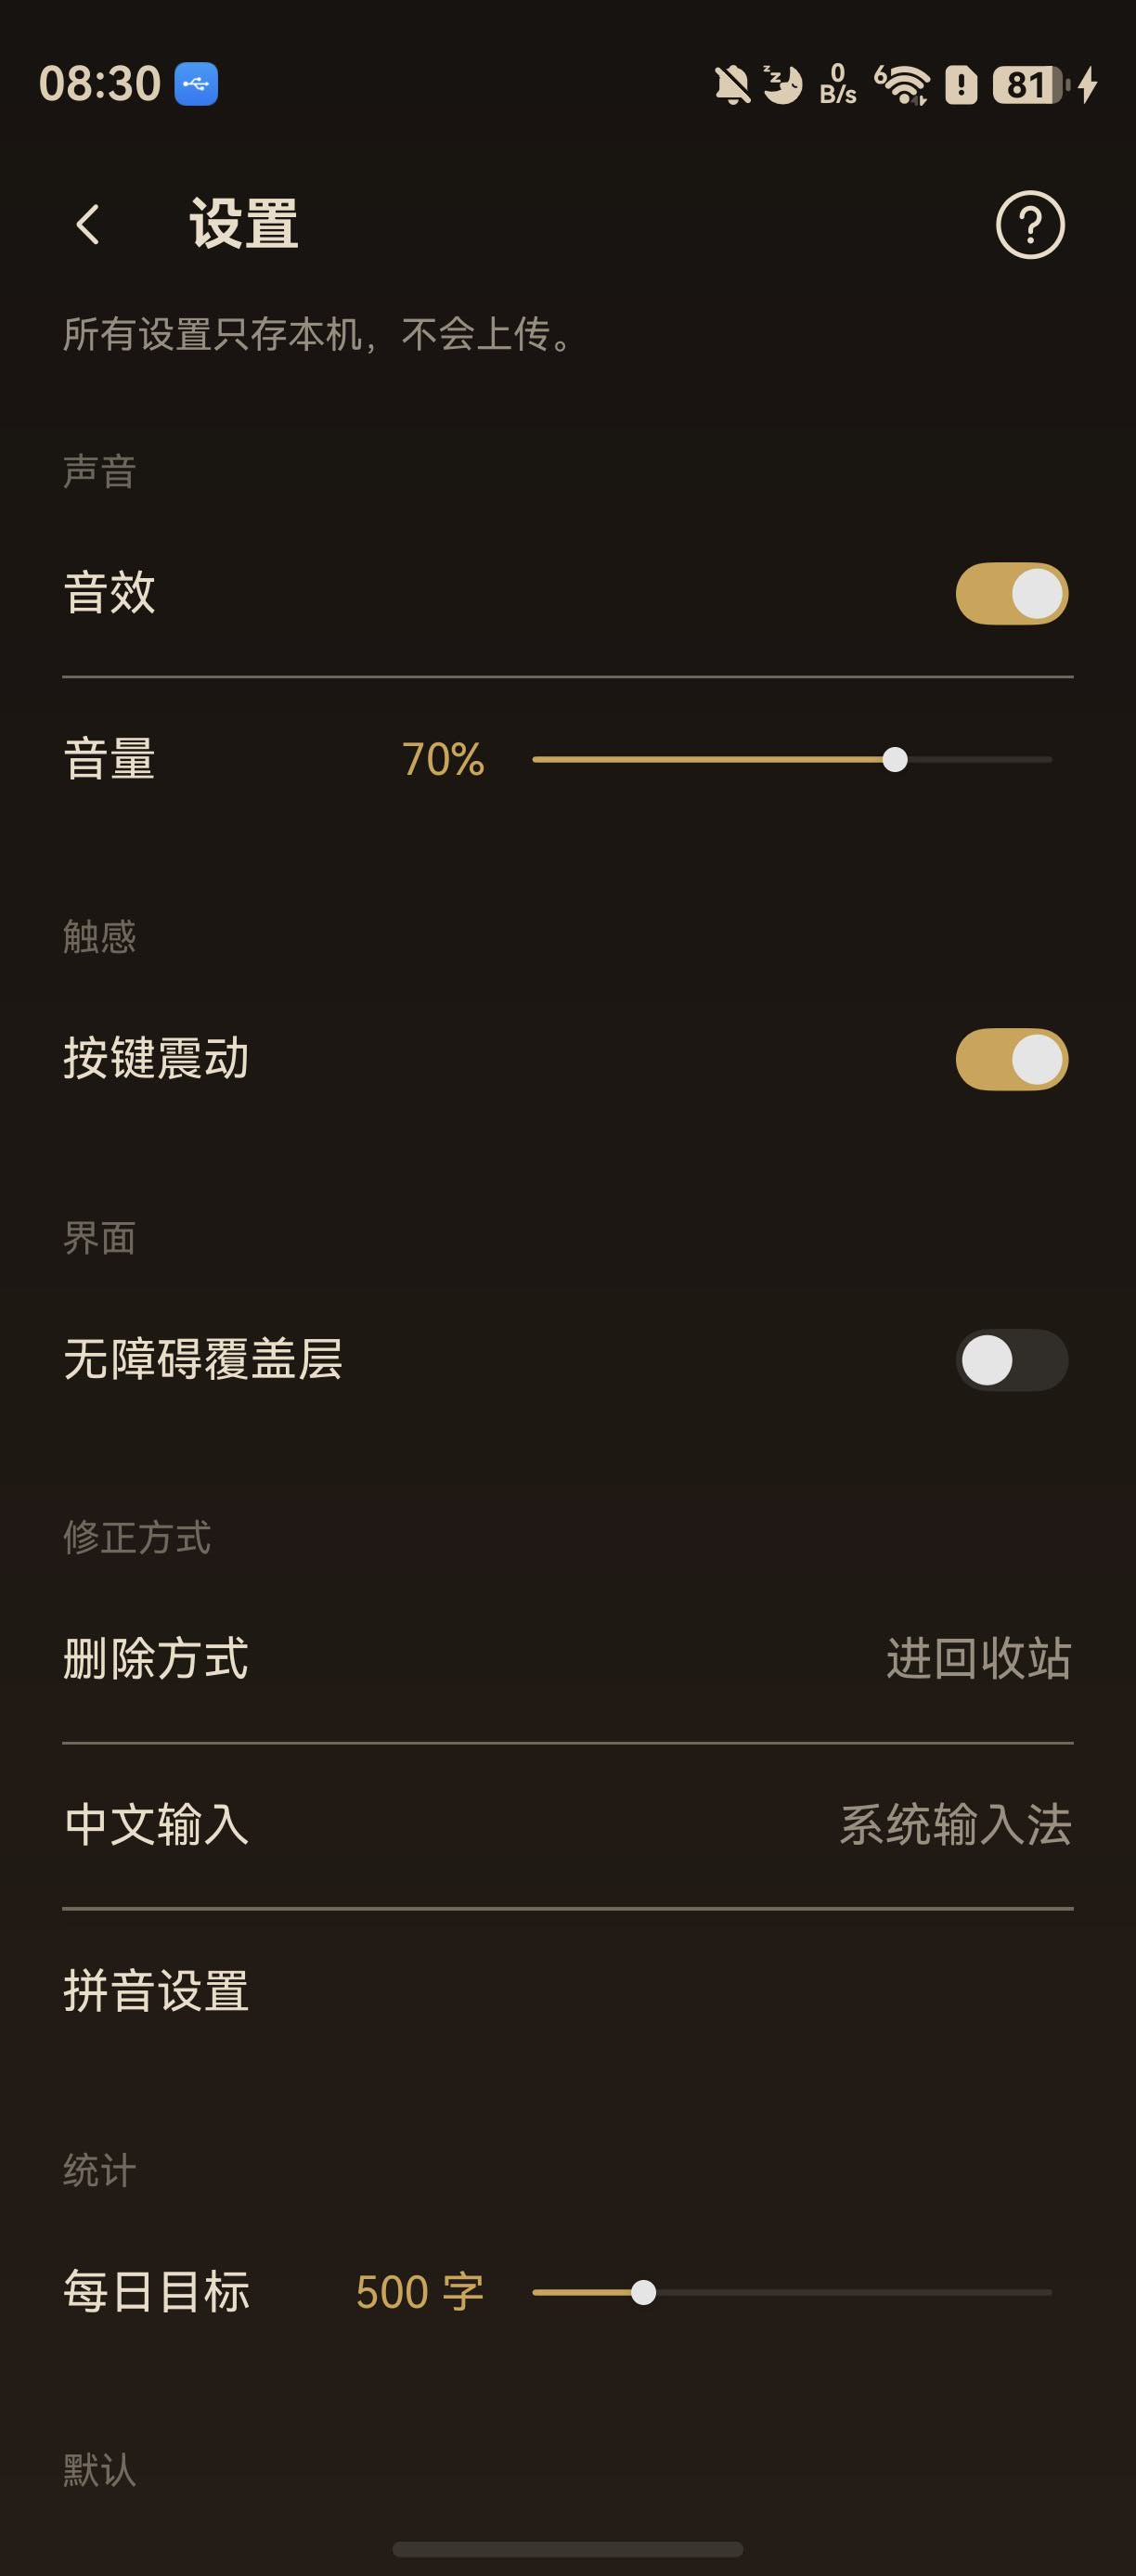 08:30
0
B/s
6
81
设置
所有设置只存本机，不会上传。
声音
音效
音量 70%
触感
按键震动
界面
无障碍覆盖层
修正方式
删除方式 进回收站
中文输入 系统输入法
拼音设置
统计
每日目标 500 字
默认